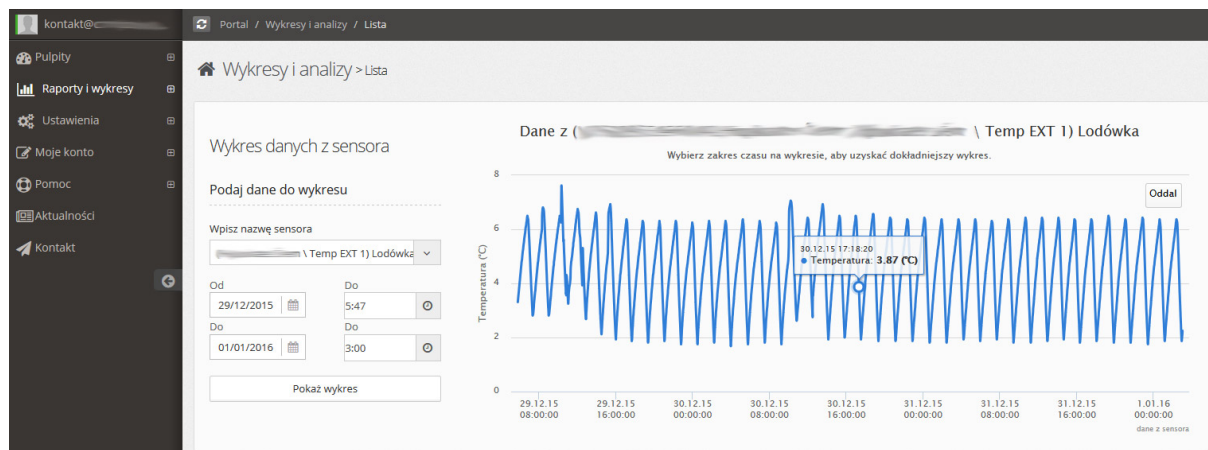 kontakt@
Portal / Wykresy i analizy / Lista
Pulpity
Raporty i wykresy
Ustawienia
Moje konto
Pomoc
Aktualności
Kontakt
Wykresy i analizy > Lista
Wykres danych z sensora
Podaj dane do wykresu
Wpisz nazwę sensora
\ Temp EXT 1) Lodówka
Od Do
29/12/2015 5:47
Do Do
01/01/2016 3:00
Pokaż wykres
Dane z ( \ Temp EXT 1) Lodówka
Wybierz zakres czasu na wykresie, aby uzyskać dokładniejszy wykres.
Oddal
Temperatura (°C)
8
6
4
2
0
30.12.15 17:18:20
Temperatura: 3.87 (°C)
29.12.15 29.12.15 30.12.15 30.12.15 30.12.15 31.12.15 31.12.15 31.12.15 1.01.16
08:00:00 16:00:00 00:00:00 08:00:00 16:00:00 00:00:00 08:00:00 16:00:00 00:00:00
dane z sensora